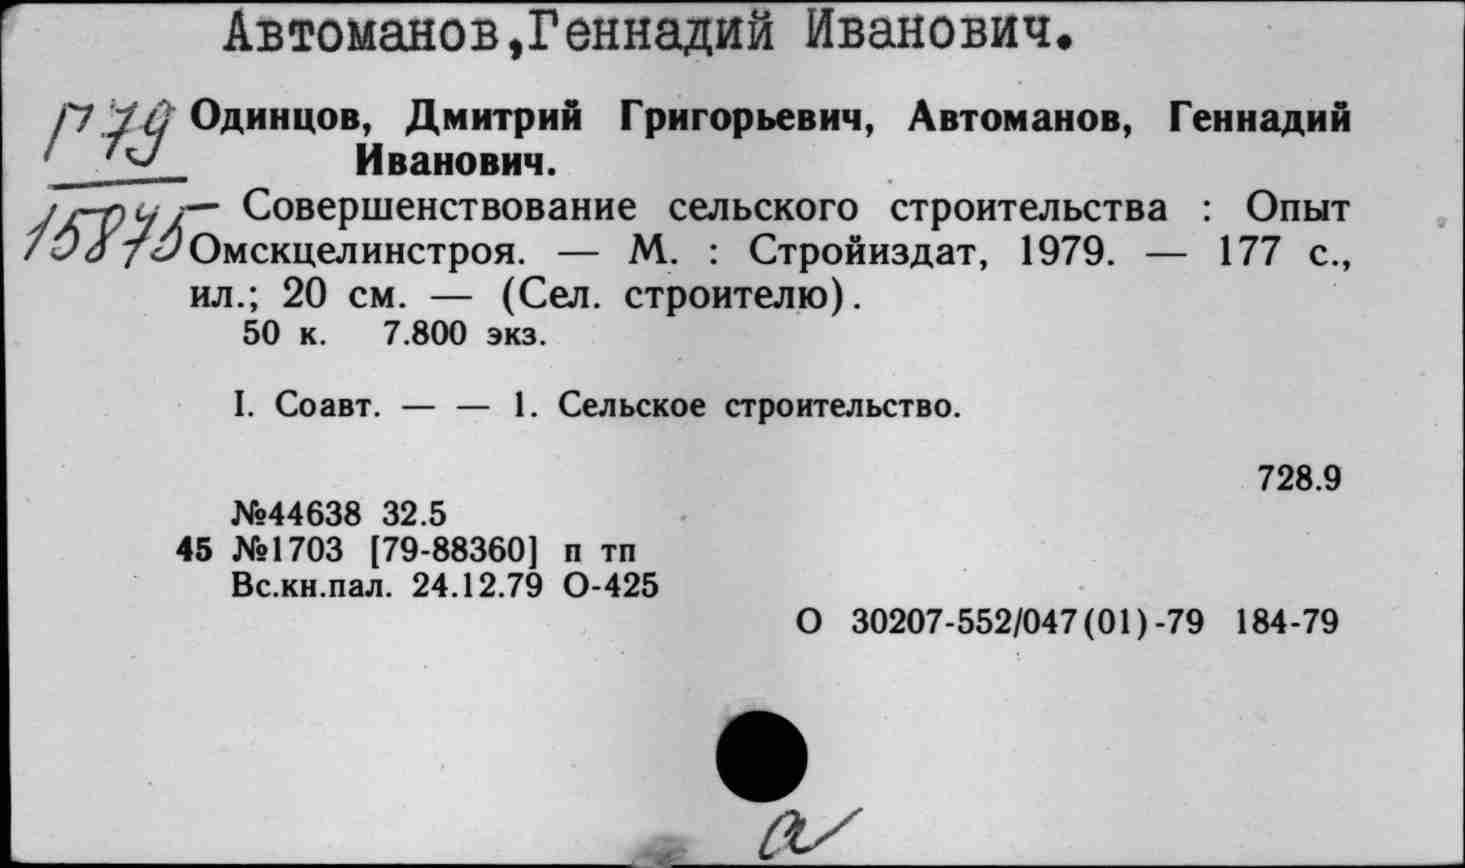 Автоманов,Геннадий Иванович.
Г79
15875
Одинцов, Дмитрий Григорьевич, Автоманов, Геннадий
Иванович.
Совершенствование сельского строительства : Опыт
Омскцелинстроя. — М. : Стройиздат, 1979. — 177 с.,
ил.; 20 см. — (Сел. строителю).
50 к. 7.800 экз.
I. Соавт. — — 1. Сельское строительство.
728.9
№44638 32.5
45 №1703 [79-88360] п тп
Вс.кн.пал. 24.12.79 О-425
О 30207-552/047(01)-79 184-79